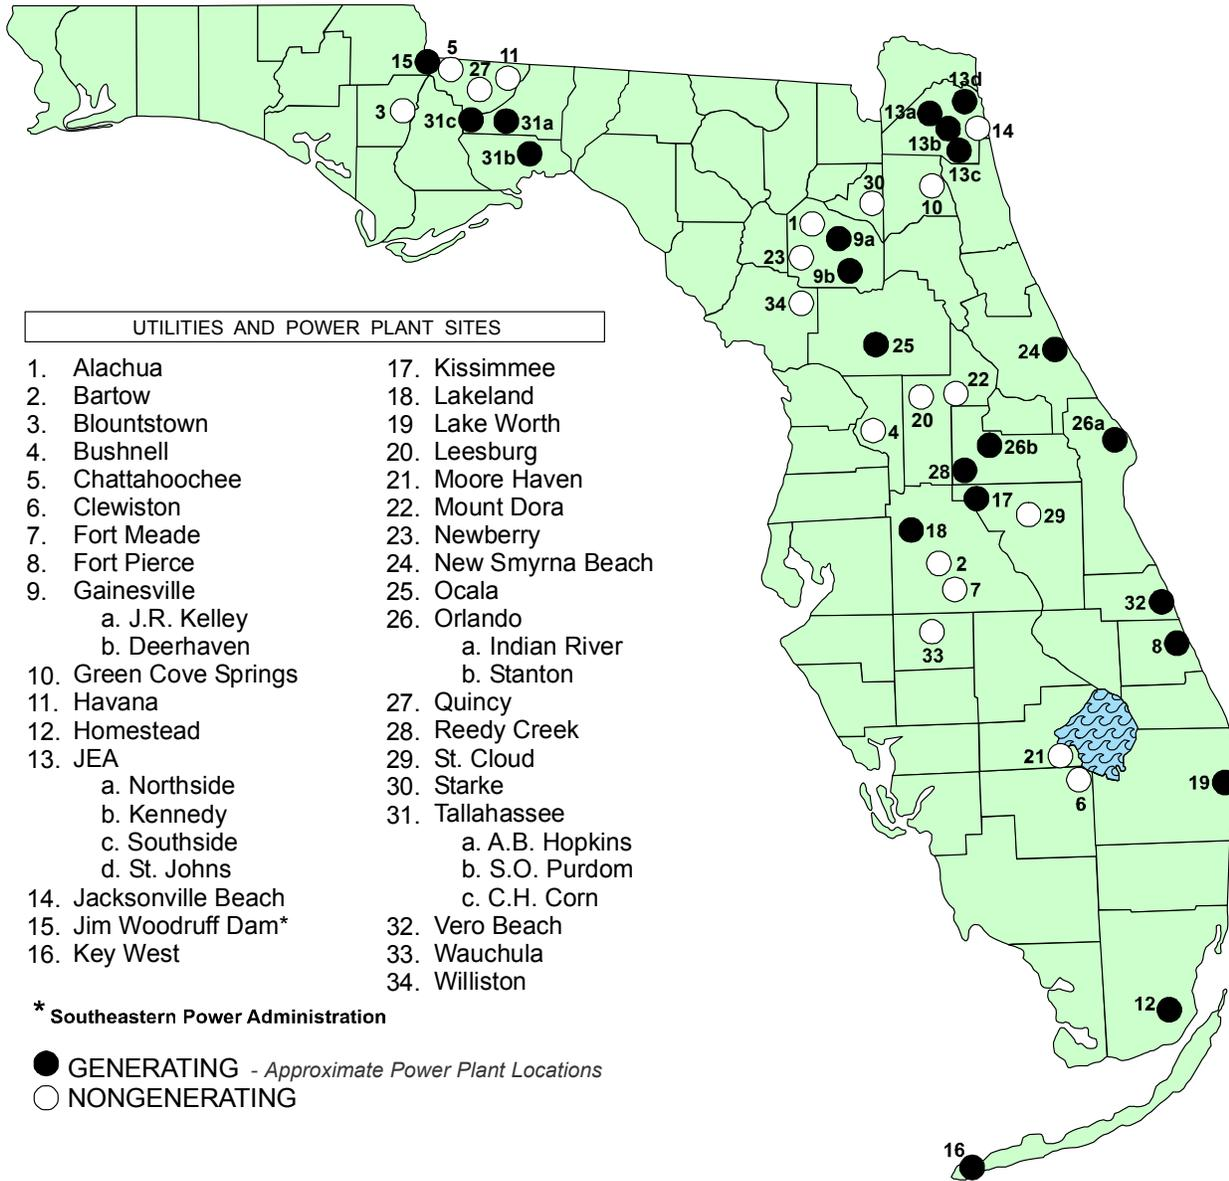 15
5
11
27
3
31c
31a
31b
13d
13a
14
13b
13c
30
10
1
9a
23
9b
34
25
24
22
20
4
26a
26b
28
17
29
18
2
7
32
33
8
21
6
19
12
16
UTILITIES AND POWER PLANT SITES
1. Alachua
2. Bartow
3. Blountstown
4. Bushnell
5. Chattahoochee
6. Clewiston
7. Fort Meade
8. Fort Pierce
9. Gainesville
a. J.R. Kelley
b. Deerhaven
10. Green Cove Springs
11. Havana
12. Homestead
13. JEA
a. Northside
b. Kennedy
c. Southside
d. St. Johns
14. Jacksonville Beach
15. Jim Woodruff Dam*
16. Key West
17. Kissimmee
18. Lakeland
19 Lake Worth
20. Leesburg
21. Moore Haven
22. Mount Dora
23. Newberry
24. New Smyrna Beach
25. Ocala
26. Orlando
a. Indian River
b. Stanton
27. Quincy
28. Reedy Creek
29. St. Cloud
30. Starke
31. Tallahassee
a. A.B. Hopkins
b. S.O. Purdom
c. C.H. Corn
32. Vero Beach
33. Wauchula
34. Williston
* Southeastern Power Administration
GENERATING - Approximate Power Plant Locations
NONGENERATING